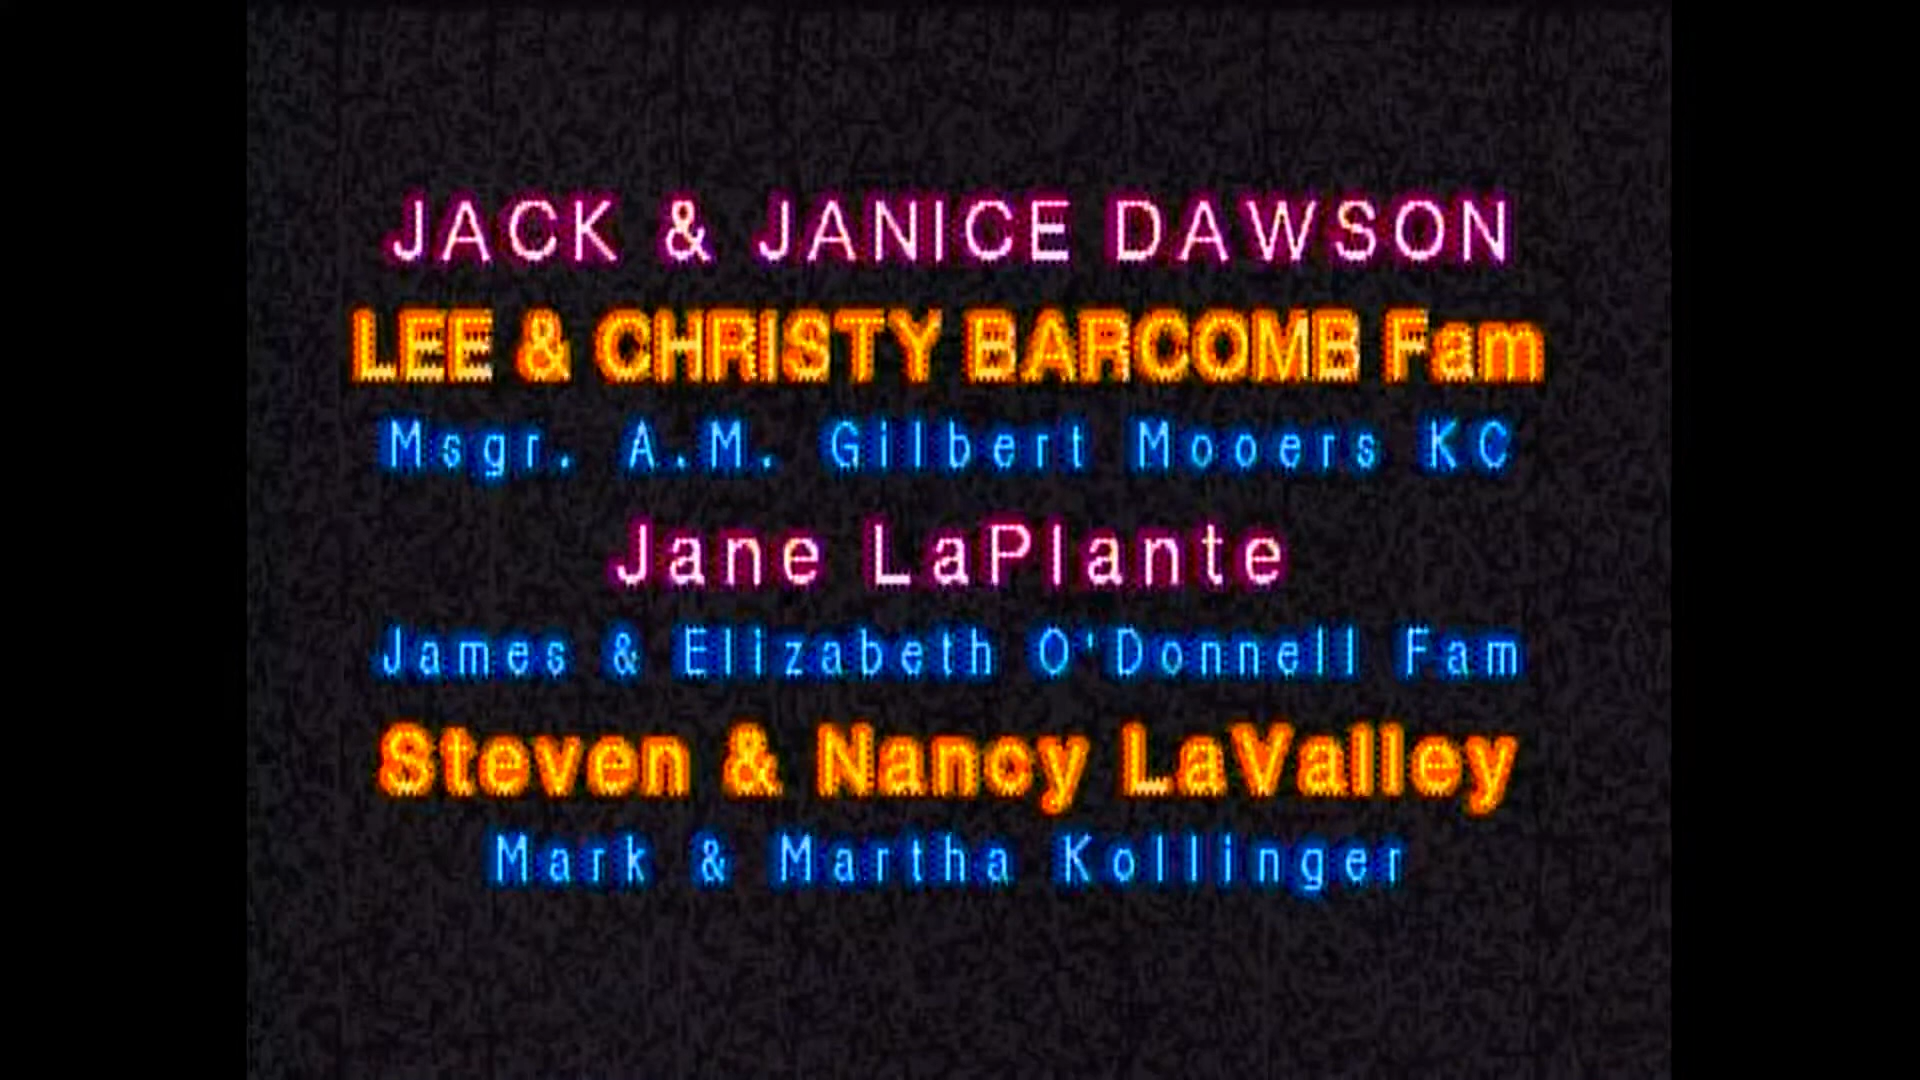 JACK & JANICE DAWSON
LEE & CHRISTY BARCOMB Fam
Msgr. A.M. Gilbert Mooers KC
Jane LaPlante
James & Elizabeth O'Donnell Fam
Steven & Nancy LaValley
Mark & Martha Kollinger